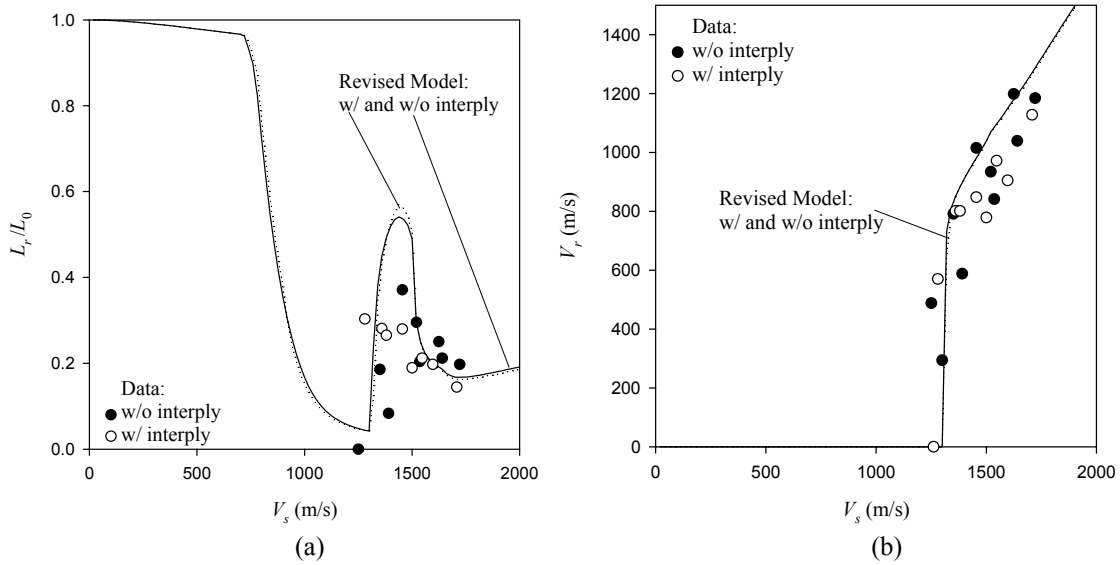 1.0
0.8
0.6
0.4
0.2
0.0
L_r/L_0
Revised Model:
w/ and w/o interply
Data:
w/o interply
w/ interply
0
500
1000
1500
2000
V_s (m/s)
(a)
1400
1200
1000
800
600
400
200
0
V_r (m/s)
Data:
w/o interply
w/ interply
Revised Model:
w/ and w/o interply
0
500
1000
1500
2000
V_s (m/s)
(b)